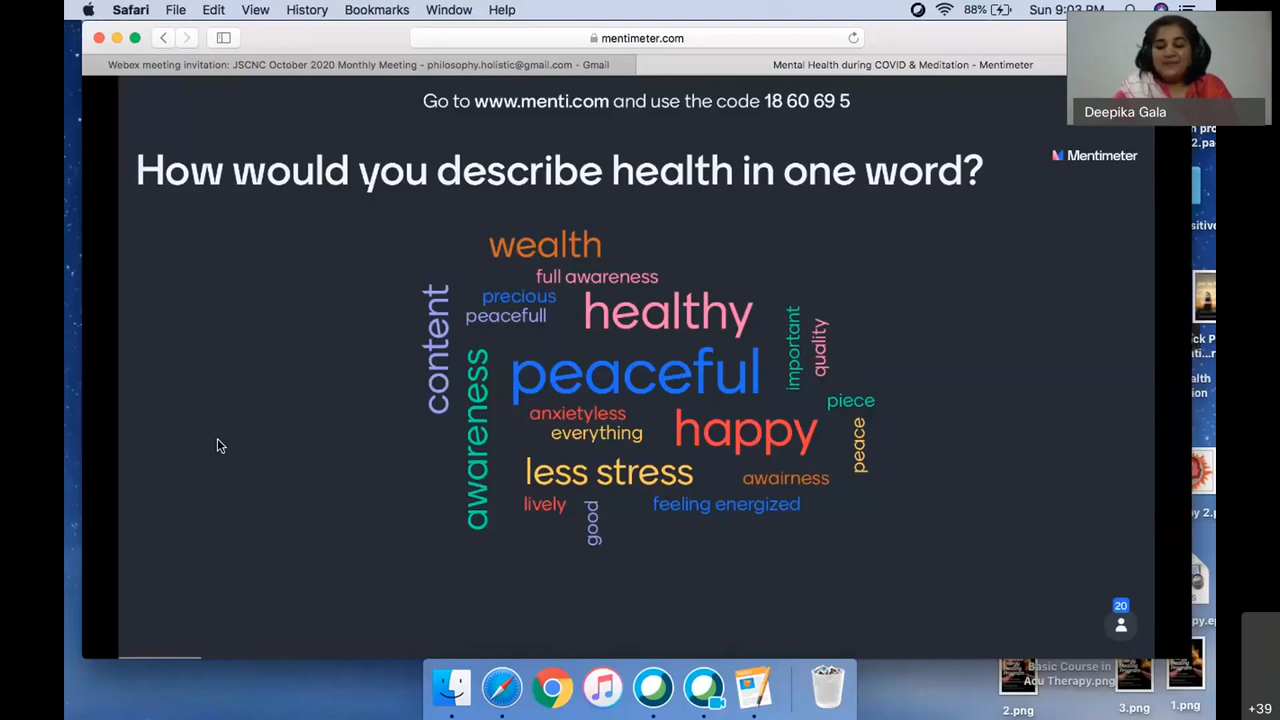 Safari File Edit View History Bookmarks Window Help
88% Sun 9:03 PM
mentimeter.com
Webex meeting invitation: JSCNC October 2020 Monthly Meeting - philosophy.holistic@gmail.com - Gmail
Mental Health during COVID & Meditation - Mentimeter
Deepika Gala
Go to www.menti.com and use the code 18 60 69 5
How would you describe health in one word?
Mentimeter
wealth
full awareness
precious
healthy
peacefull
content
important
quality
peaceful
awareness
piece
anxietyless
happy
everything
peace
less stress
awairness
lively
good
feeling energized
20
Basic Course in
Acu Therapy.png
2.png
3.png
1.png
+39